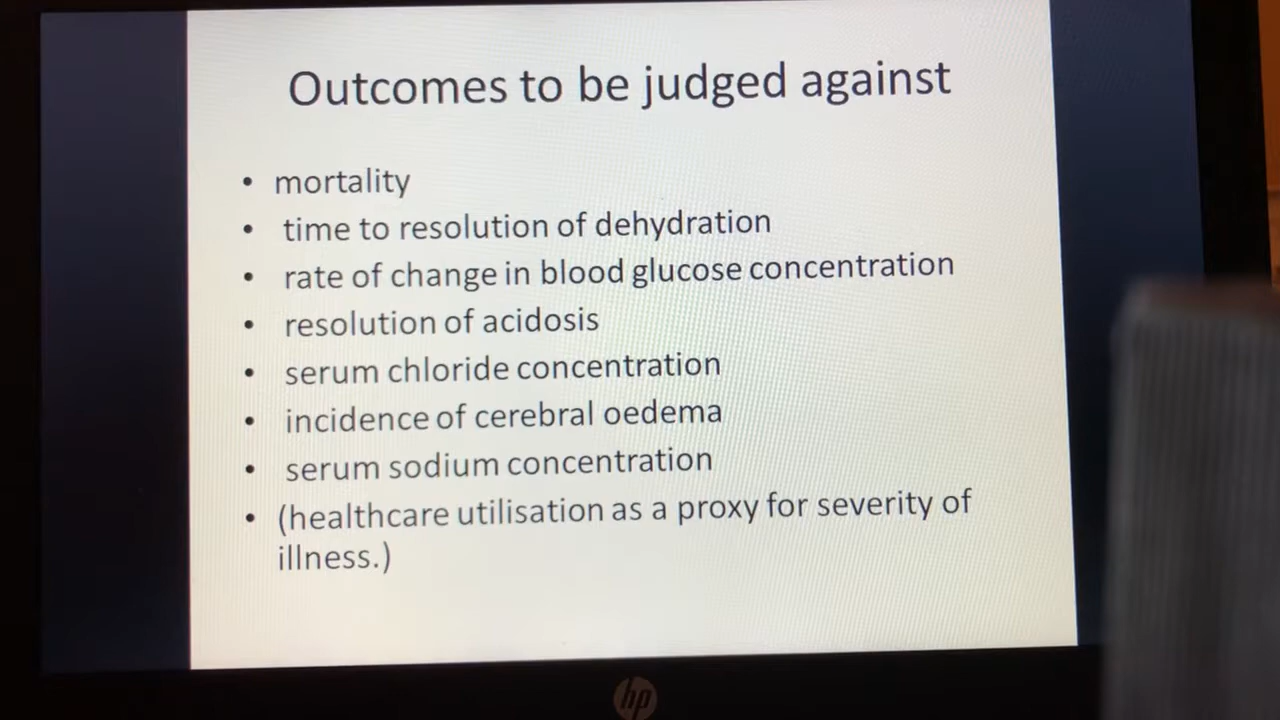 Outcomes to be judged against
• mortality
• time to resolution of dehydration
• rate of change in blood glucose concentration
• resolution of acidosis
• serum chloride concentration
• incidence of cerebral oedema
• serum sodium concentration
• (healthcare utilisation as a proxy for severity of
illness.)
hp